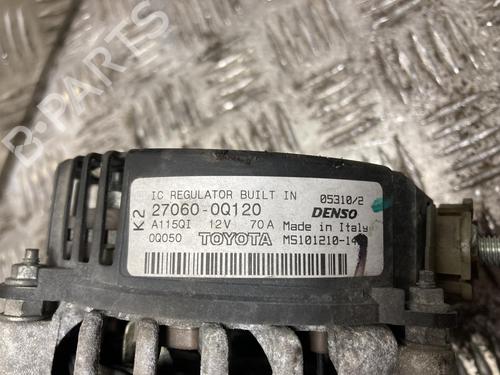 IC REGULATOR BUILT IN 05310/2
K2 27060-0Q120 DENSO
A115QI 12V 70A Made in Italy
0Q050 TOYOTA MS101210-14